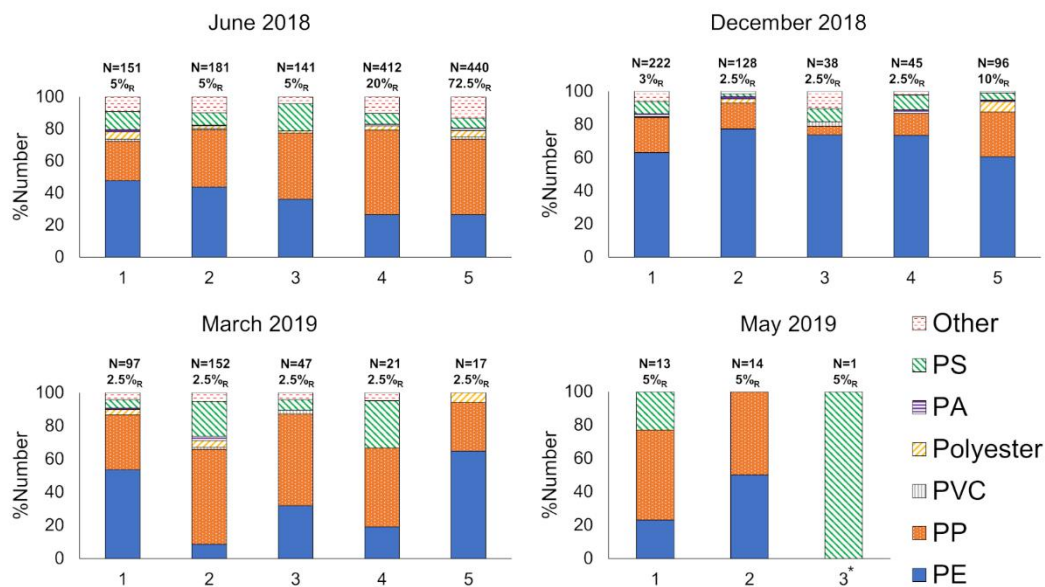 June 2018
N=151 N=181 N=141 N=412 N=440
5%R 5%R 5%R 20%R 72.5%R
100
80
60
40
20
0
%Number
1 2 3 4 5
December 2018
N=222 N=128 N=38 N=45 N=96
3%R 2.5%R 2.5%R 2.5%R 10%R
100
80
60
40
20
0
%Number
1 2 3 4 5
March 2019
N=97 N=152 N=47 N=21 N=17
2.5%R 2.5%R 2.5%R 2.5%R 2.5%R
100
80
60
40
20
0
%Number
1 2 3 4 5
May 2019
N=13 N=14 N=1
5%R 5%R 5%R
100
80
60
40
20
0
%Number
1 2 3*
Other
PS
PA
Polyester
PVC
PP
PE